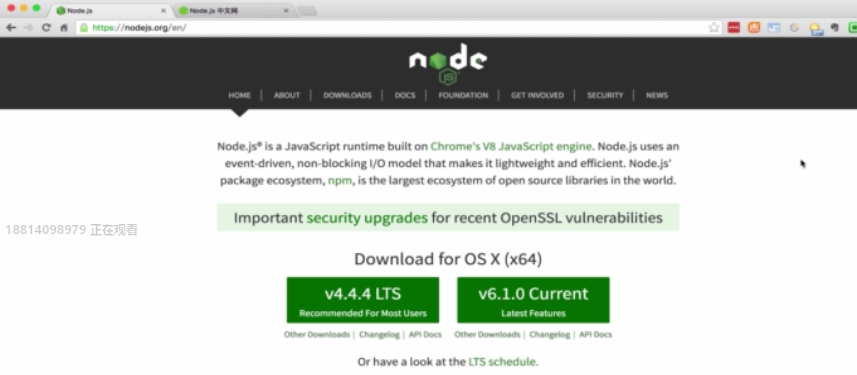 Node.js
Node.js 中文网
https://nodejs.org/en/
node
JS
HOME | ABOUT | DOWNLOADS | DOCS | FOUNDATION | GET INVOLVED | SECURITY | NEWS
Node.js® is a JavaScript runtime built on Chrome's V8 JavaScript engine. Node.js uses an
event-driven, non-blocking I/O model that makes it lightweight and efficient. Node.js'
package ecosystem, npm, is the largest ecosystem of open source libraries in the world.
Important security upgrades for recent OpenSSL vulnerabilities
18814098979 正在观看
Download for OS X (x64)
v4.4.4 LTS
Recommended For Most Users
v6.1.0 Current
Latest Features
Other Downloads | Changelog | API Docs
Other Downloads | Changelog | API Docs
Or have a look at the LTS schedule.